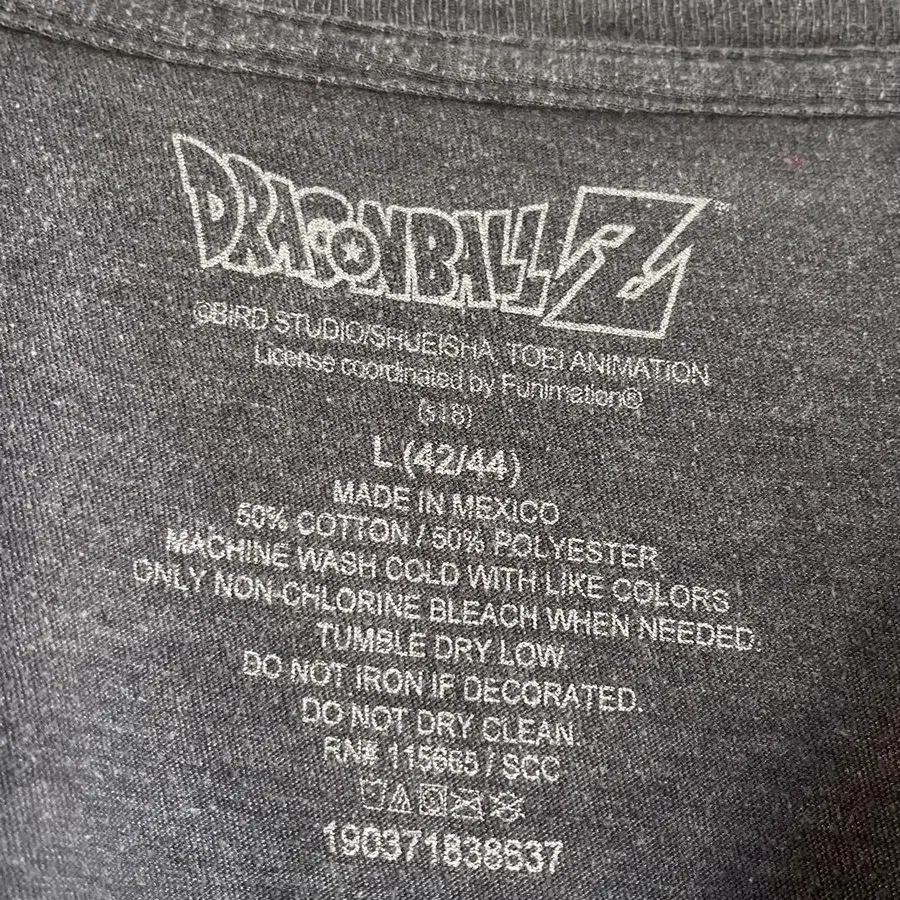 DRAGONBALL Z™
©BIRD STUDIO/SHUEISHA, TOEI ANIMATION
License coordinated by Funimation®
(s18)
L (42/44)
MADE IN MEXICO
50% COTTON / 50% POLYESTER
MACHINE WASH COLD WITH LIKE COLORS
ONLY NON-CHLORINE BLEACH WHEN NEEDED.
TUMBLE DRY LOW.
DO NOT IRON IF DECORATED.
DO NOT DRY CLEAN.
RN# 115665 / SCC
190371838537